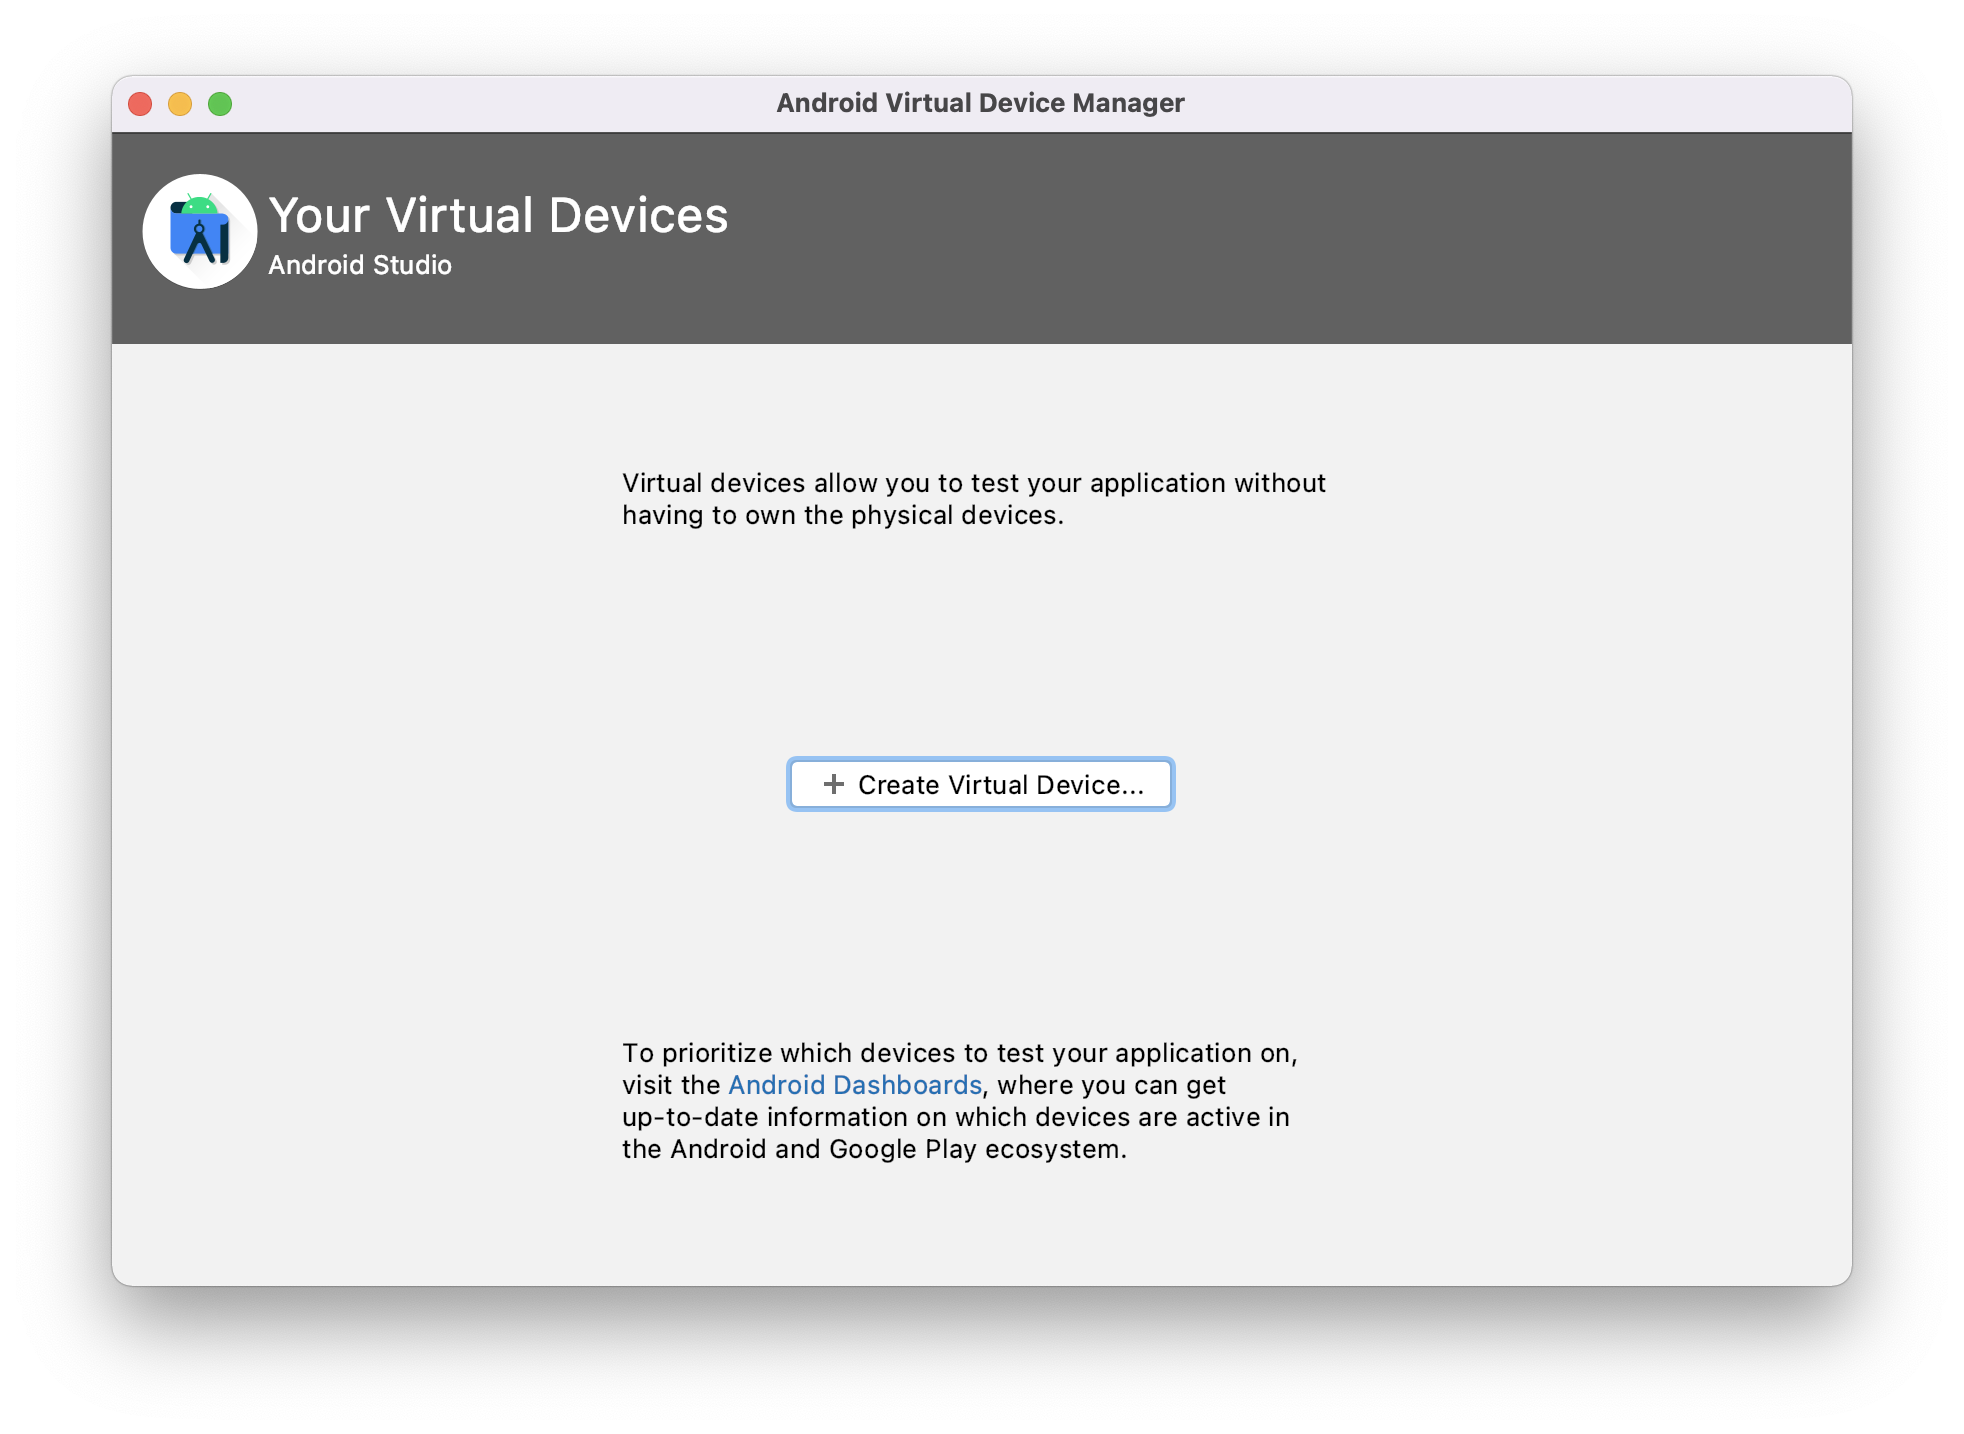 Android Virtual Device Manager
Your Virtual Devices
Android Studio
Virtual devices allow you to test your application without
having to own the physical devices.
+ Create Virtual Device...
To prioritize which devices to test your application on,
visit the Android Dashboards, where you can get
up-to-date information on which devices are active in
the Android and Google Play ecosystem.